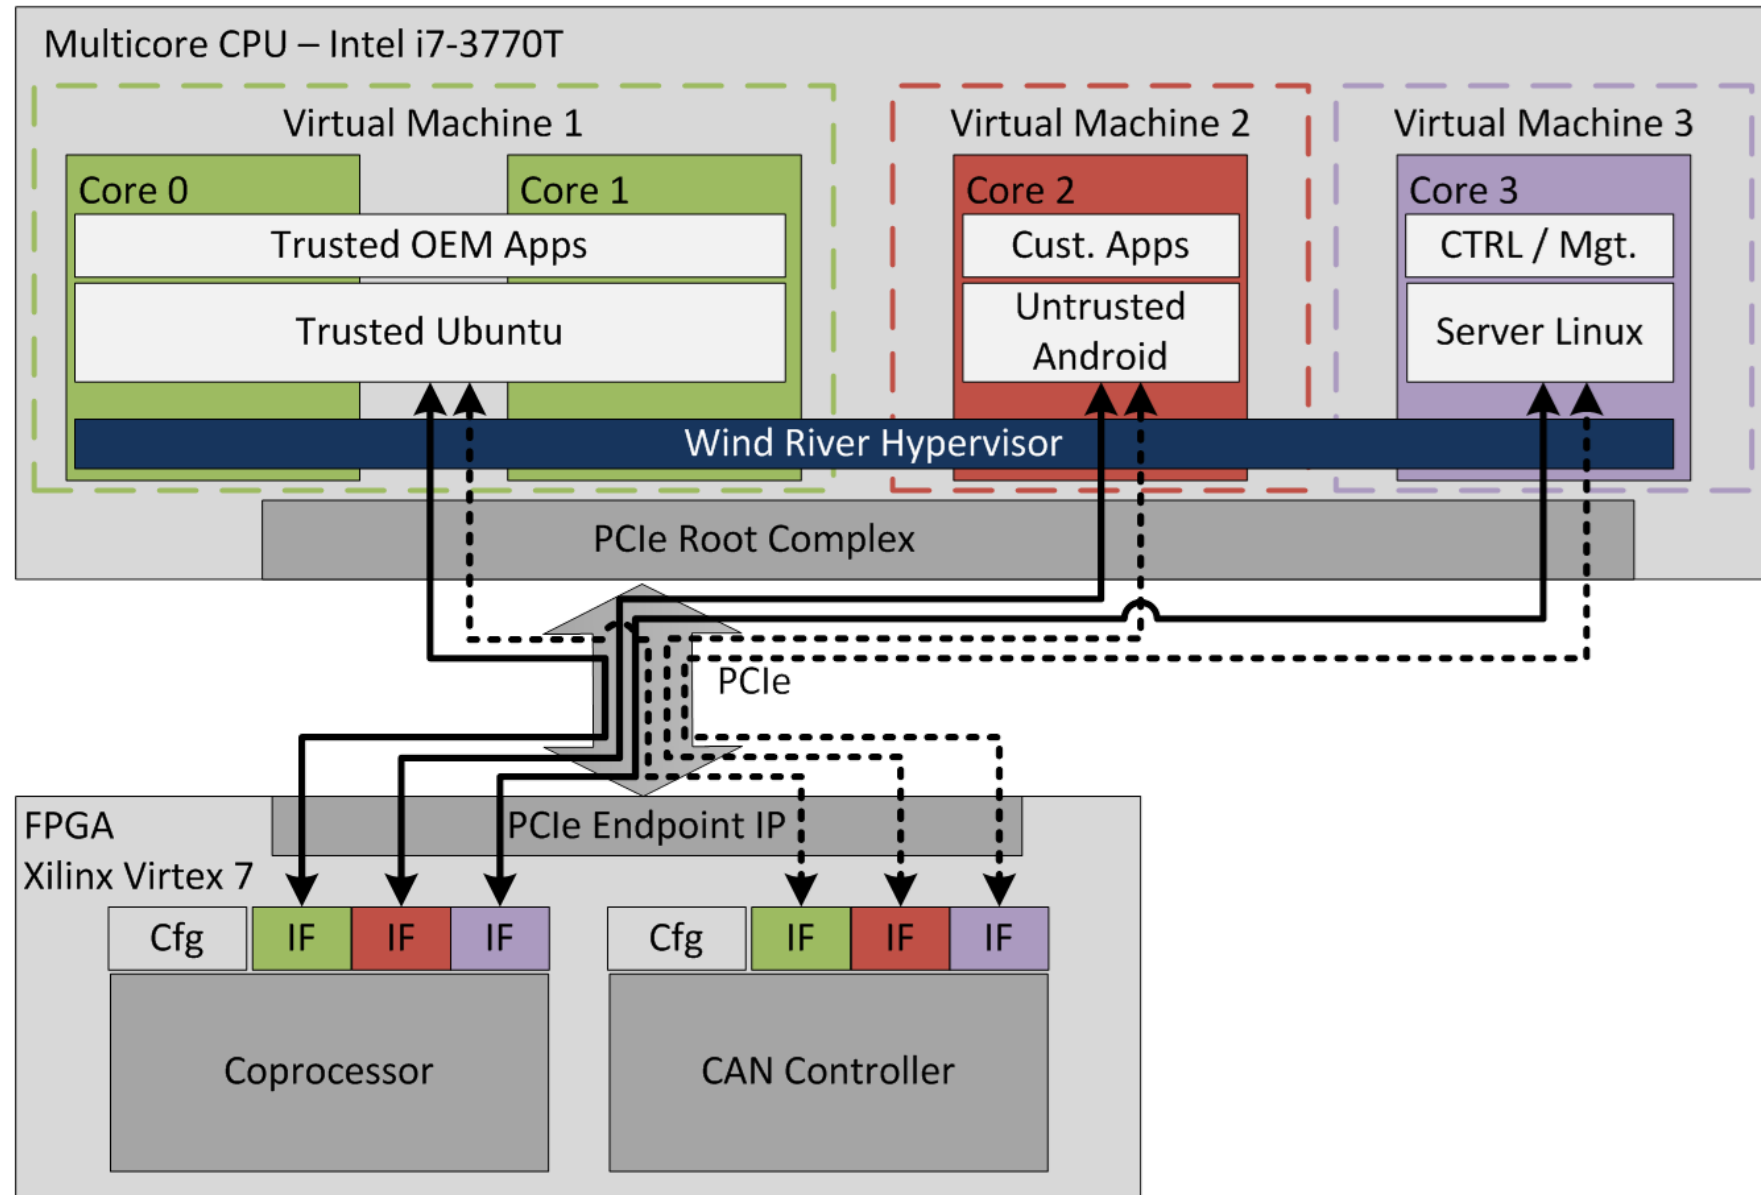 Multicore CPU – Intel i7-3770T
Virtual Machine 1
Virtual Machine 2
Virtual Machine 3
Core 0
Core 1
Core 2
Core 3
Trusted OEM Apps
Cust. Apps
CTRL / Mgt.
Trusted Ubuntu
Untrusted
Android
Server Linux
Wind River Hypervisor
PCIe Root Complex
PCIe
FPGA
Xilinx Virtex 7
PCIe Endpoint IP
Cfg
IF
IF
IF
Cfg
IF
IF
IF
Coprocessor
CAN Controller